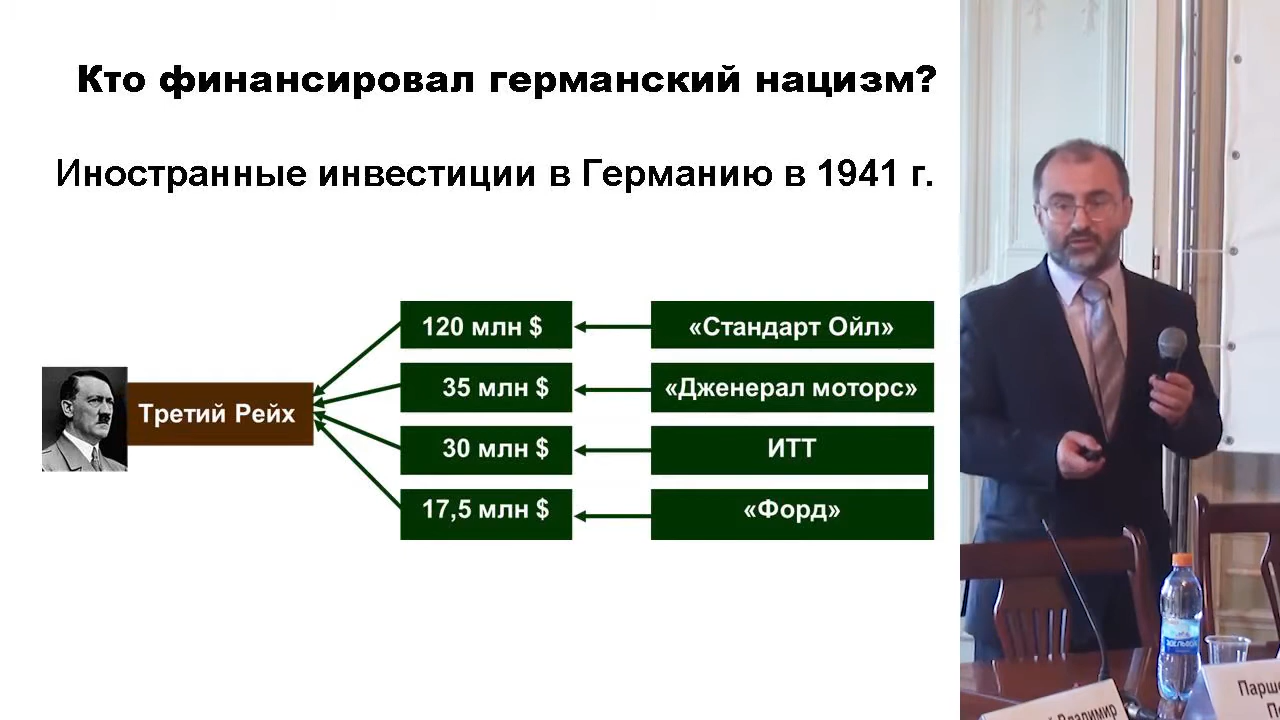 Кто финансировал германский нацизм?
Иностранные инвестиции в Германию в 1941 г.
120 млн $
«Стандарт Ойл»
35 млн $
«Дженерал моторс»
Третий Рейх
30 млн $
ИТТ
17,5 млн $
«Форд»
Владимир